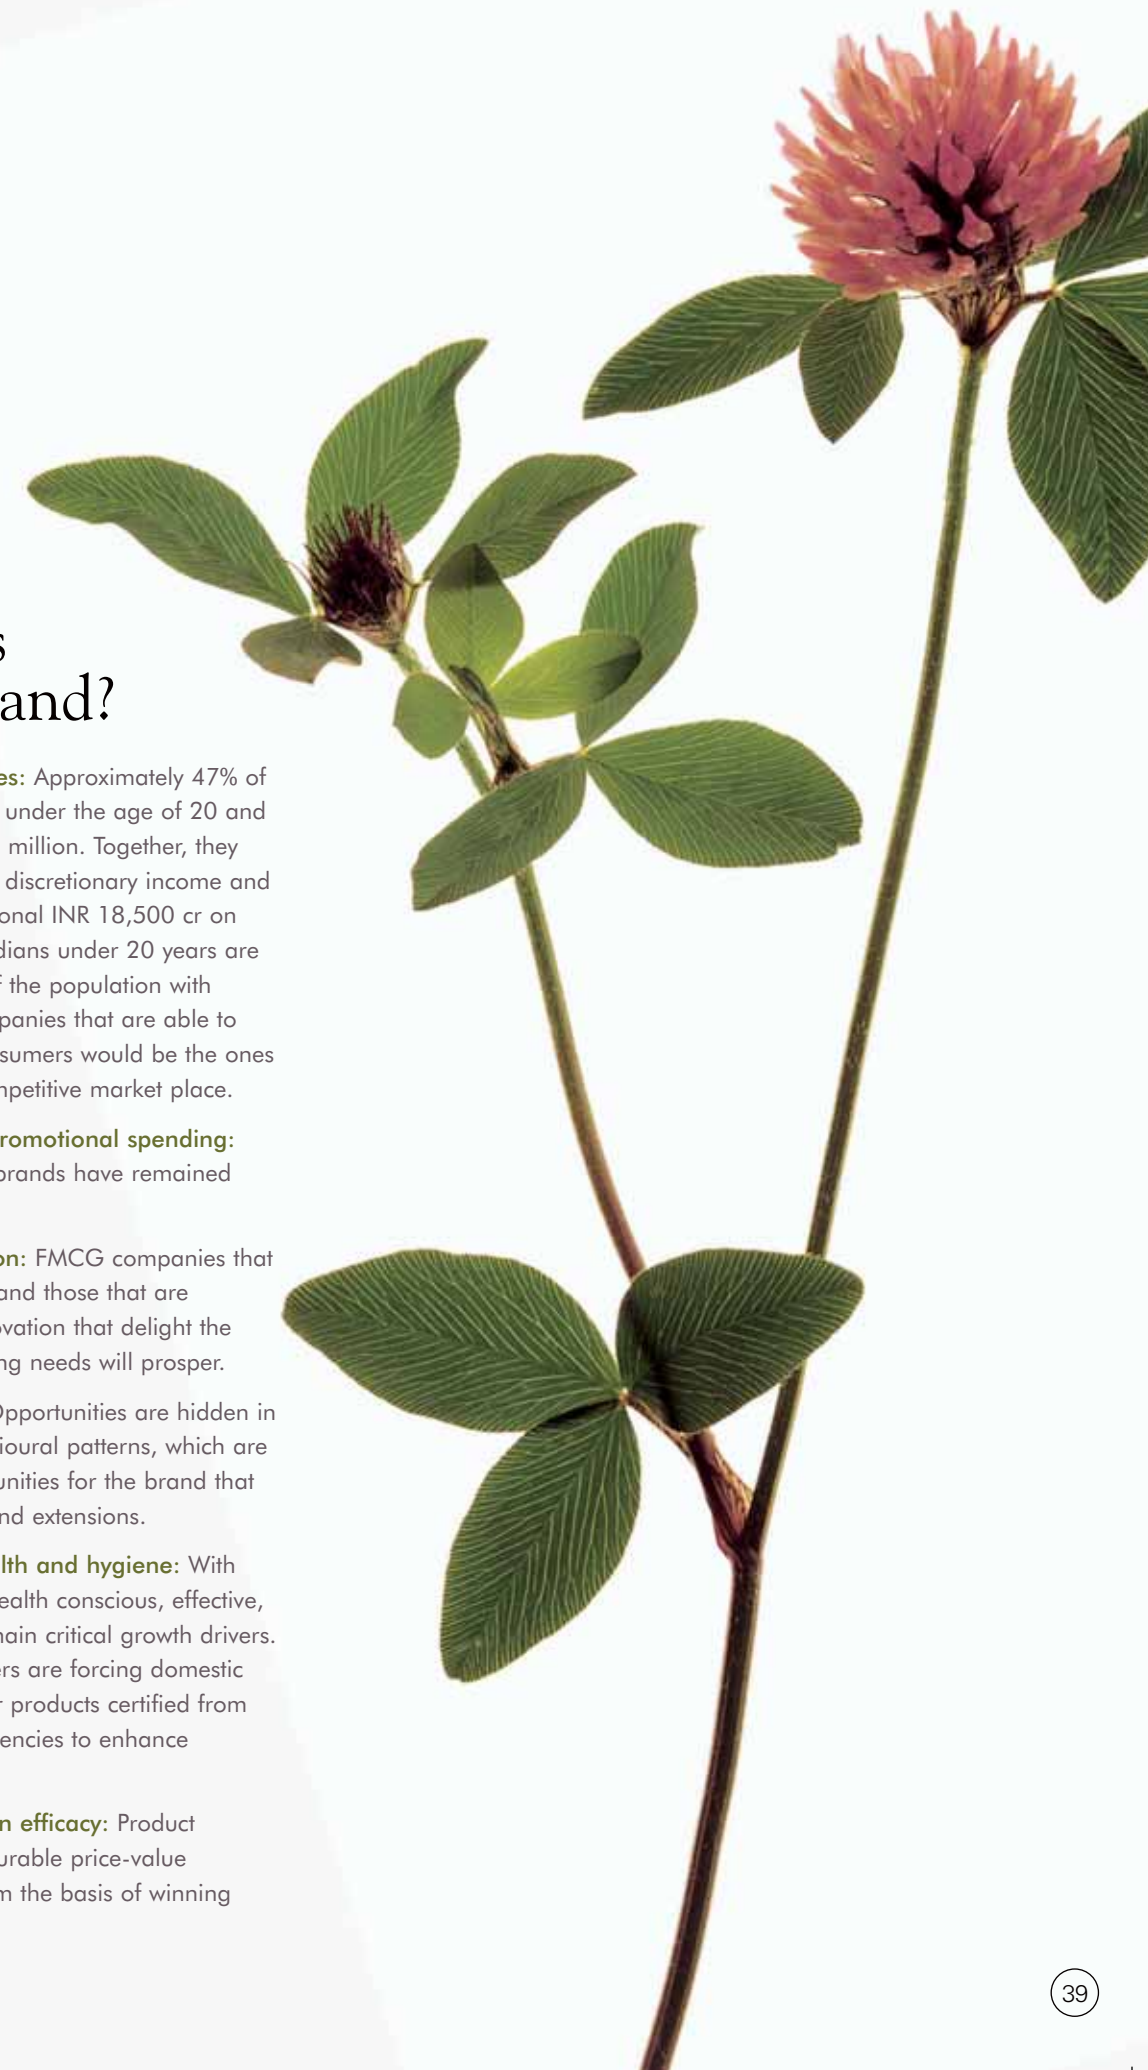 s
and?
es: Approximately 47% of
under the age of 20 and
million. Together, they
discretionary income and
onal INR 18,500 cr on
dians under 20 years are
f the population with
panies that are able to
sumers would be the ones
mpetitive market place.
romotional spending:
brands have remained
on: FMCG companies that
and those that are
ovation that delight the
ng needs will prosper.
Opportunities are hidden in
ioural patterns, which are
unities for the brand that
nd extensions.
lth and hygiene: With
ealth conscious, effective,
main critical growth drivers.
ers are forcing domestic
r products certified from
encies to enhance
n efficacy: Product
urable price-value
m the basis of winning
39